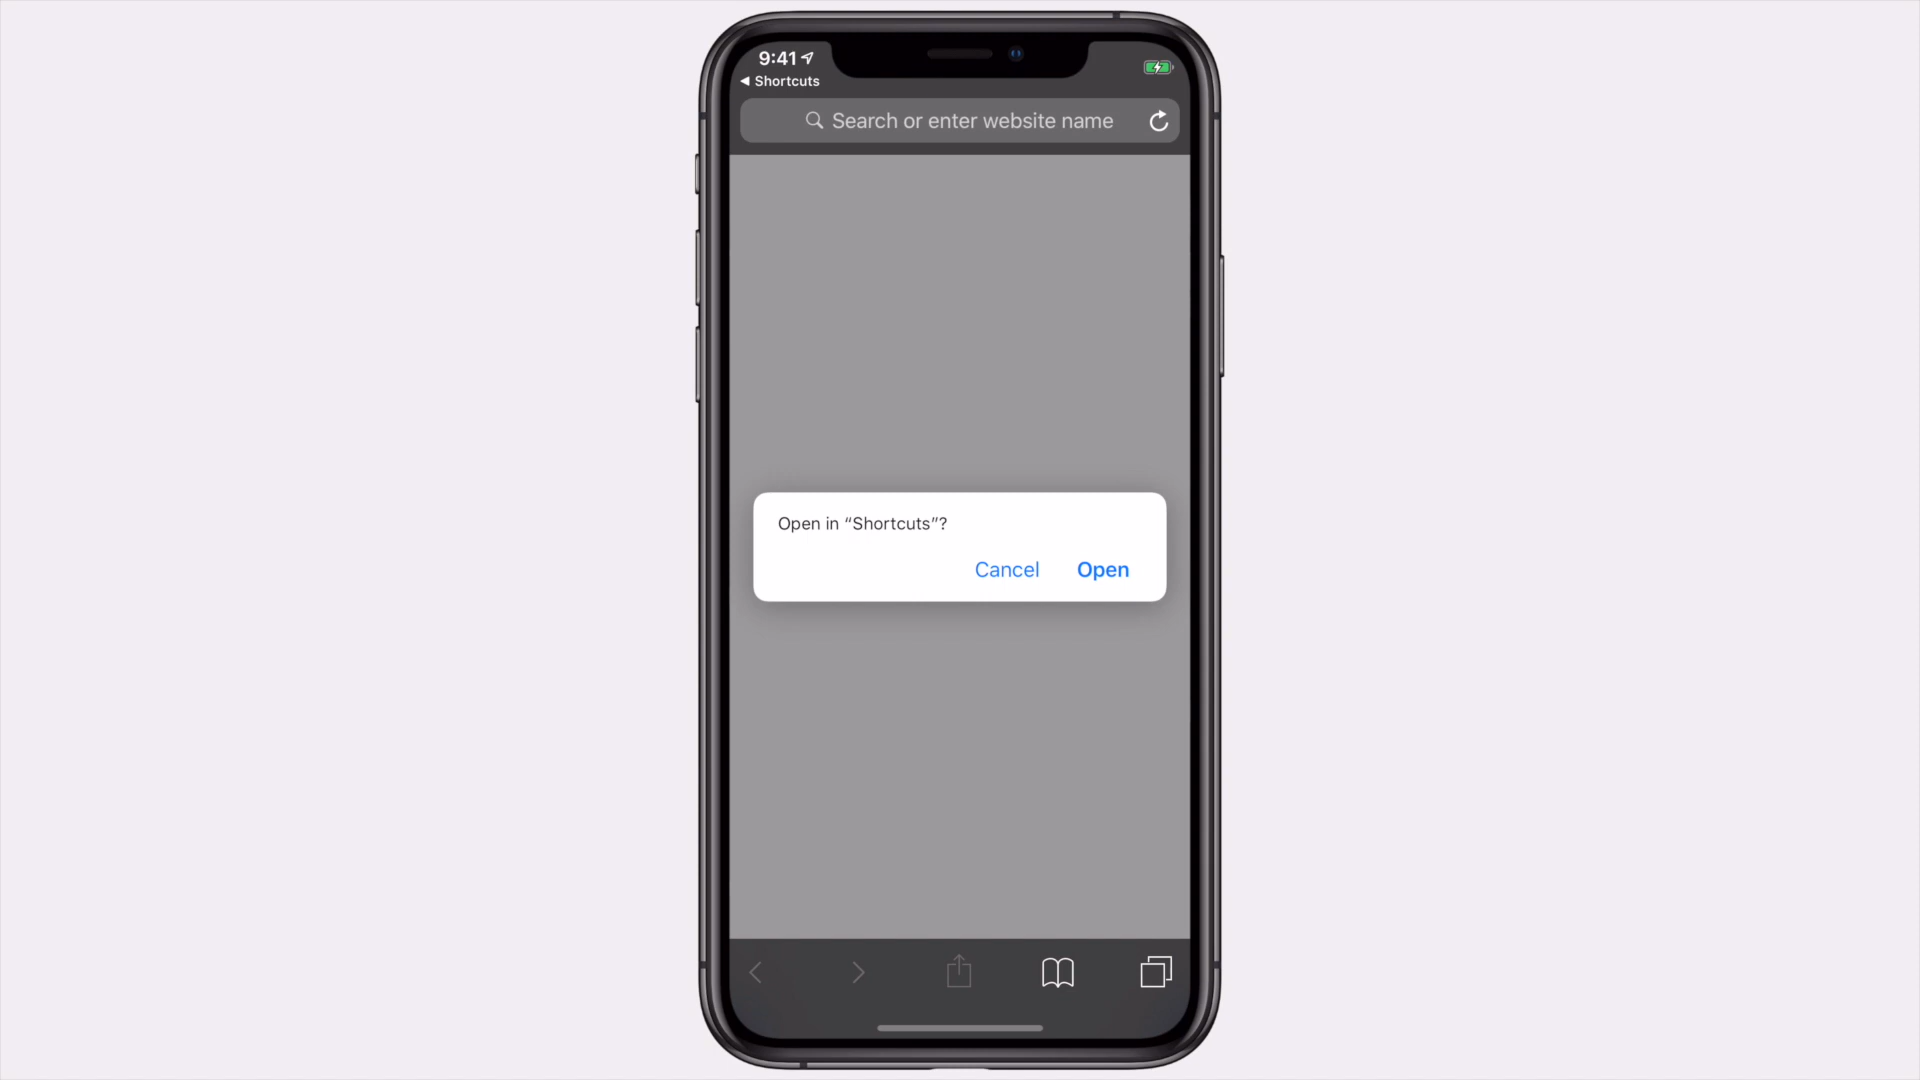 9:41
Shortcuts
Search or enter website name
Open in “Shortcuts”?
Cancel Open